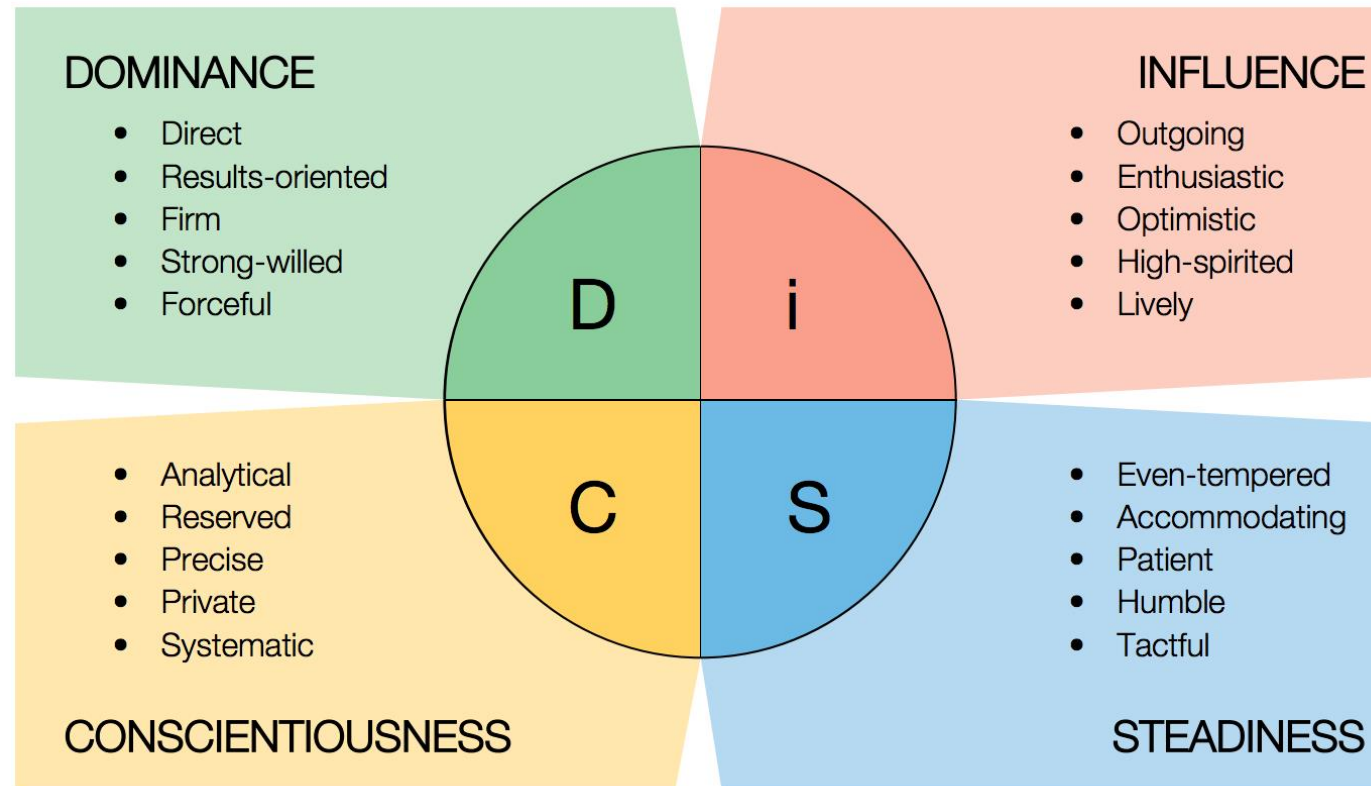 DOMINANCE
• Direct
• Results-oriented
• Firm
• Strong-willed
• Forceful
INFLUENCE
• Outgoing
• Enthusiastic
• Optimistic
• High-spirited
• Lively
D
i
C
S
• Analytical
• Reserved
• Precise
• Private
• Systematic
CONSCIENTIOUSNESS
• Even-tempered
• Accommodating
• Patient
• Humble
• Tactful
STEADINESS